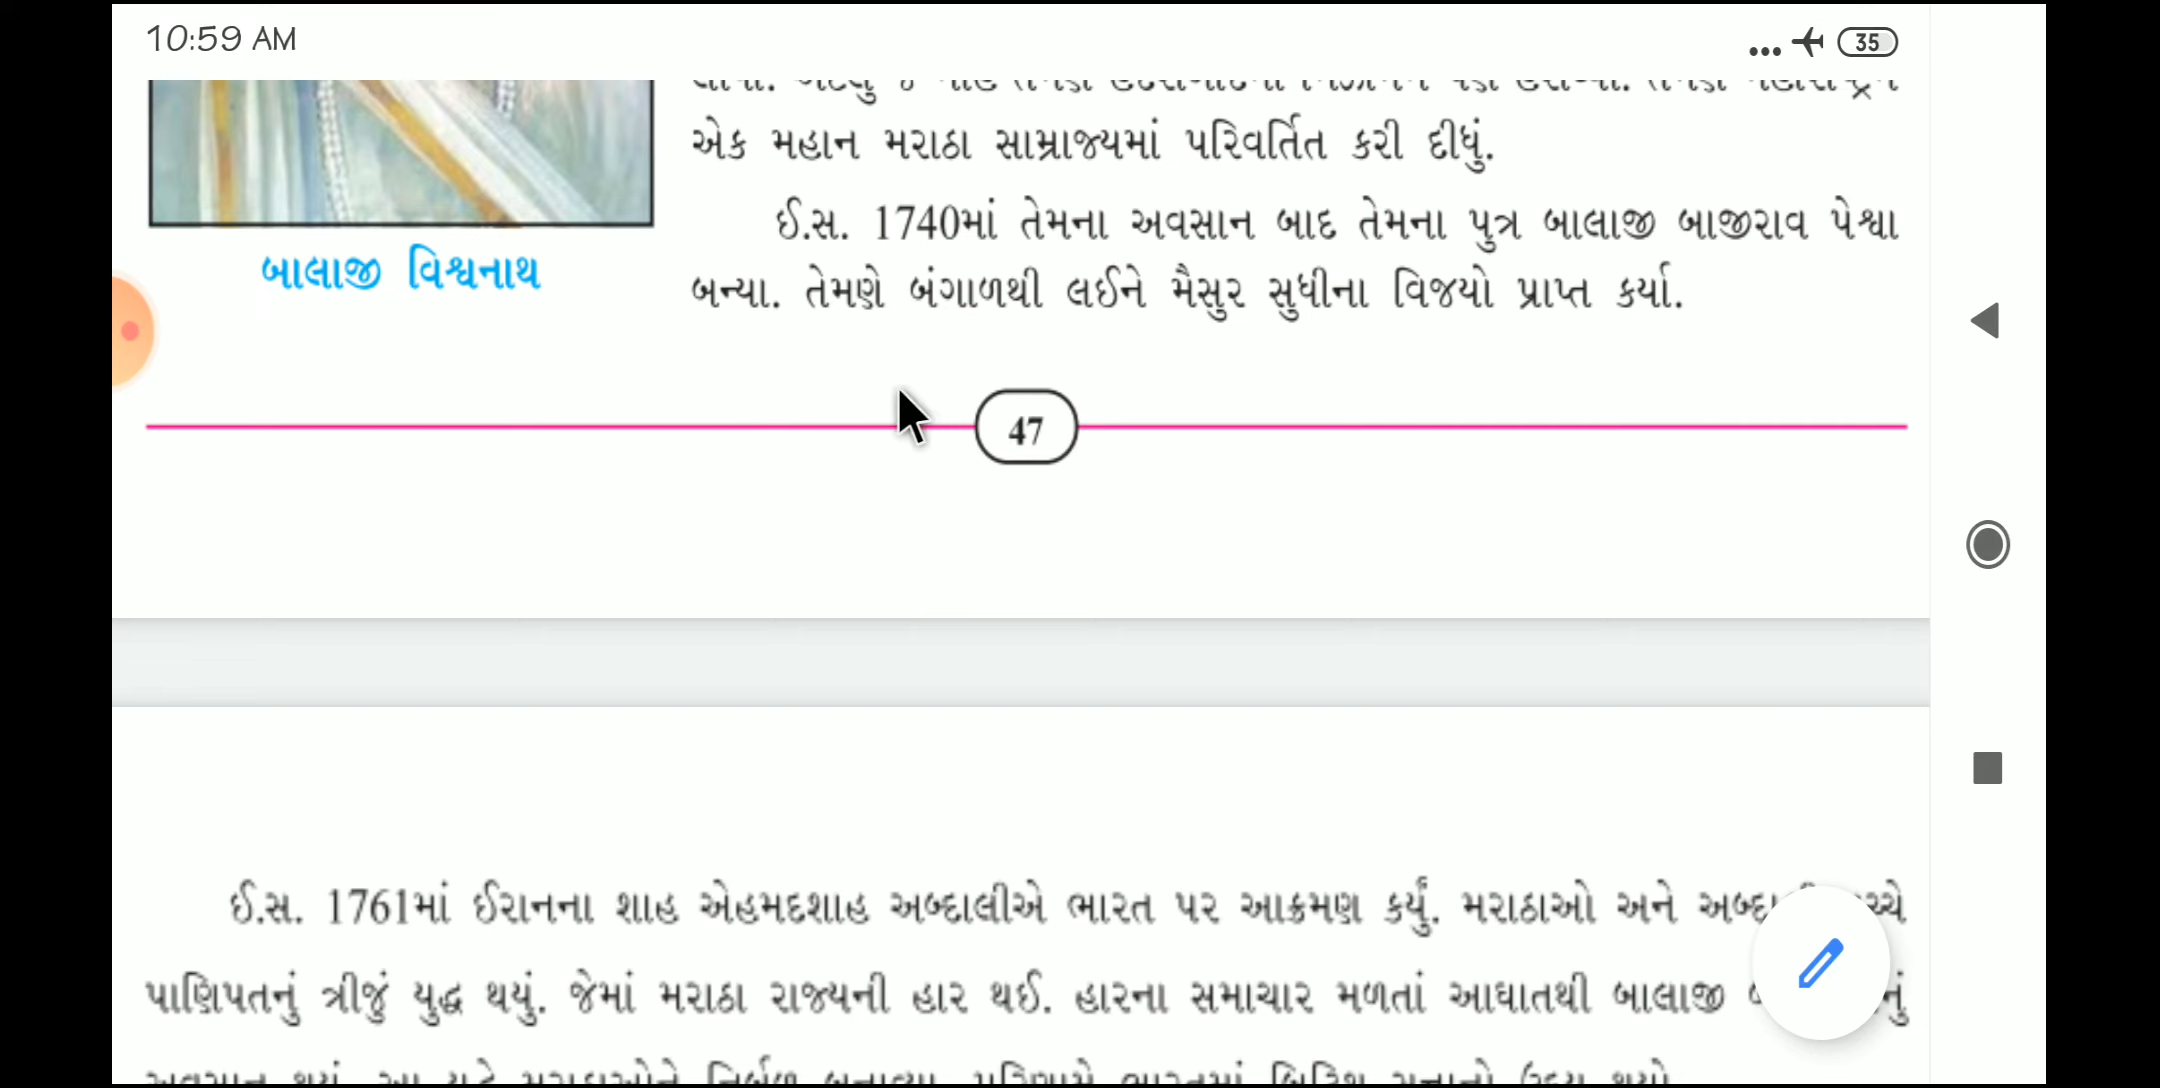 10:59 AM
35
એક મહાન મરાઠા સામ્રાજ્યમાં પરિવર્તિત કરી દીધું.
ઈ.સ. 1740માં તેમના અવસાન બાદ તેમના પુત્ર બાલાજી બાજીરાવ પેશ્વા
બાલાજી વિશ્વનાથ
બન્યા. તેમણે બંગાળથી લઈને મૈસુર સુધીના વિજયો પ્રાપ્ત કર્યા.
47
ઈ.સ. 1761માં ઈરાનના શાહ એહમદશાહ અબ્દાલીએ ભારત પર આક્રમણ કર્યું. મરાઠાઓ અને
પાણિપતનું ત્રીજું યુદ્ધ થયું. જેમાં મરાઠા રાજ્યની હાર થઈ. હારના સમાચાર મળતાં આઘાતથી બાલાજી